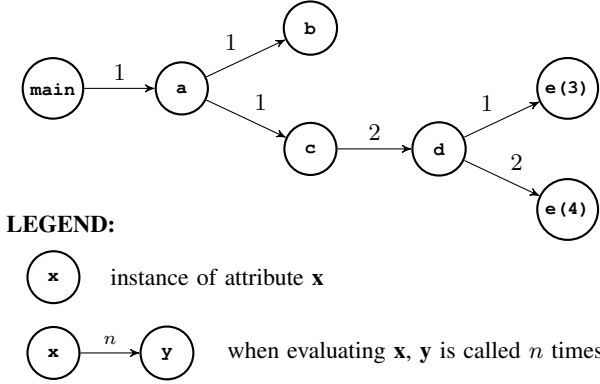 b
1
main
1
a
1
c
2
d
1
e(3)
2
e(4)
LEGEND:
x
instance of attribute x
x
n
y
when evaluating x, y is called n times